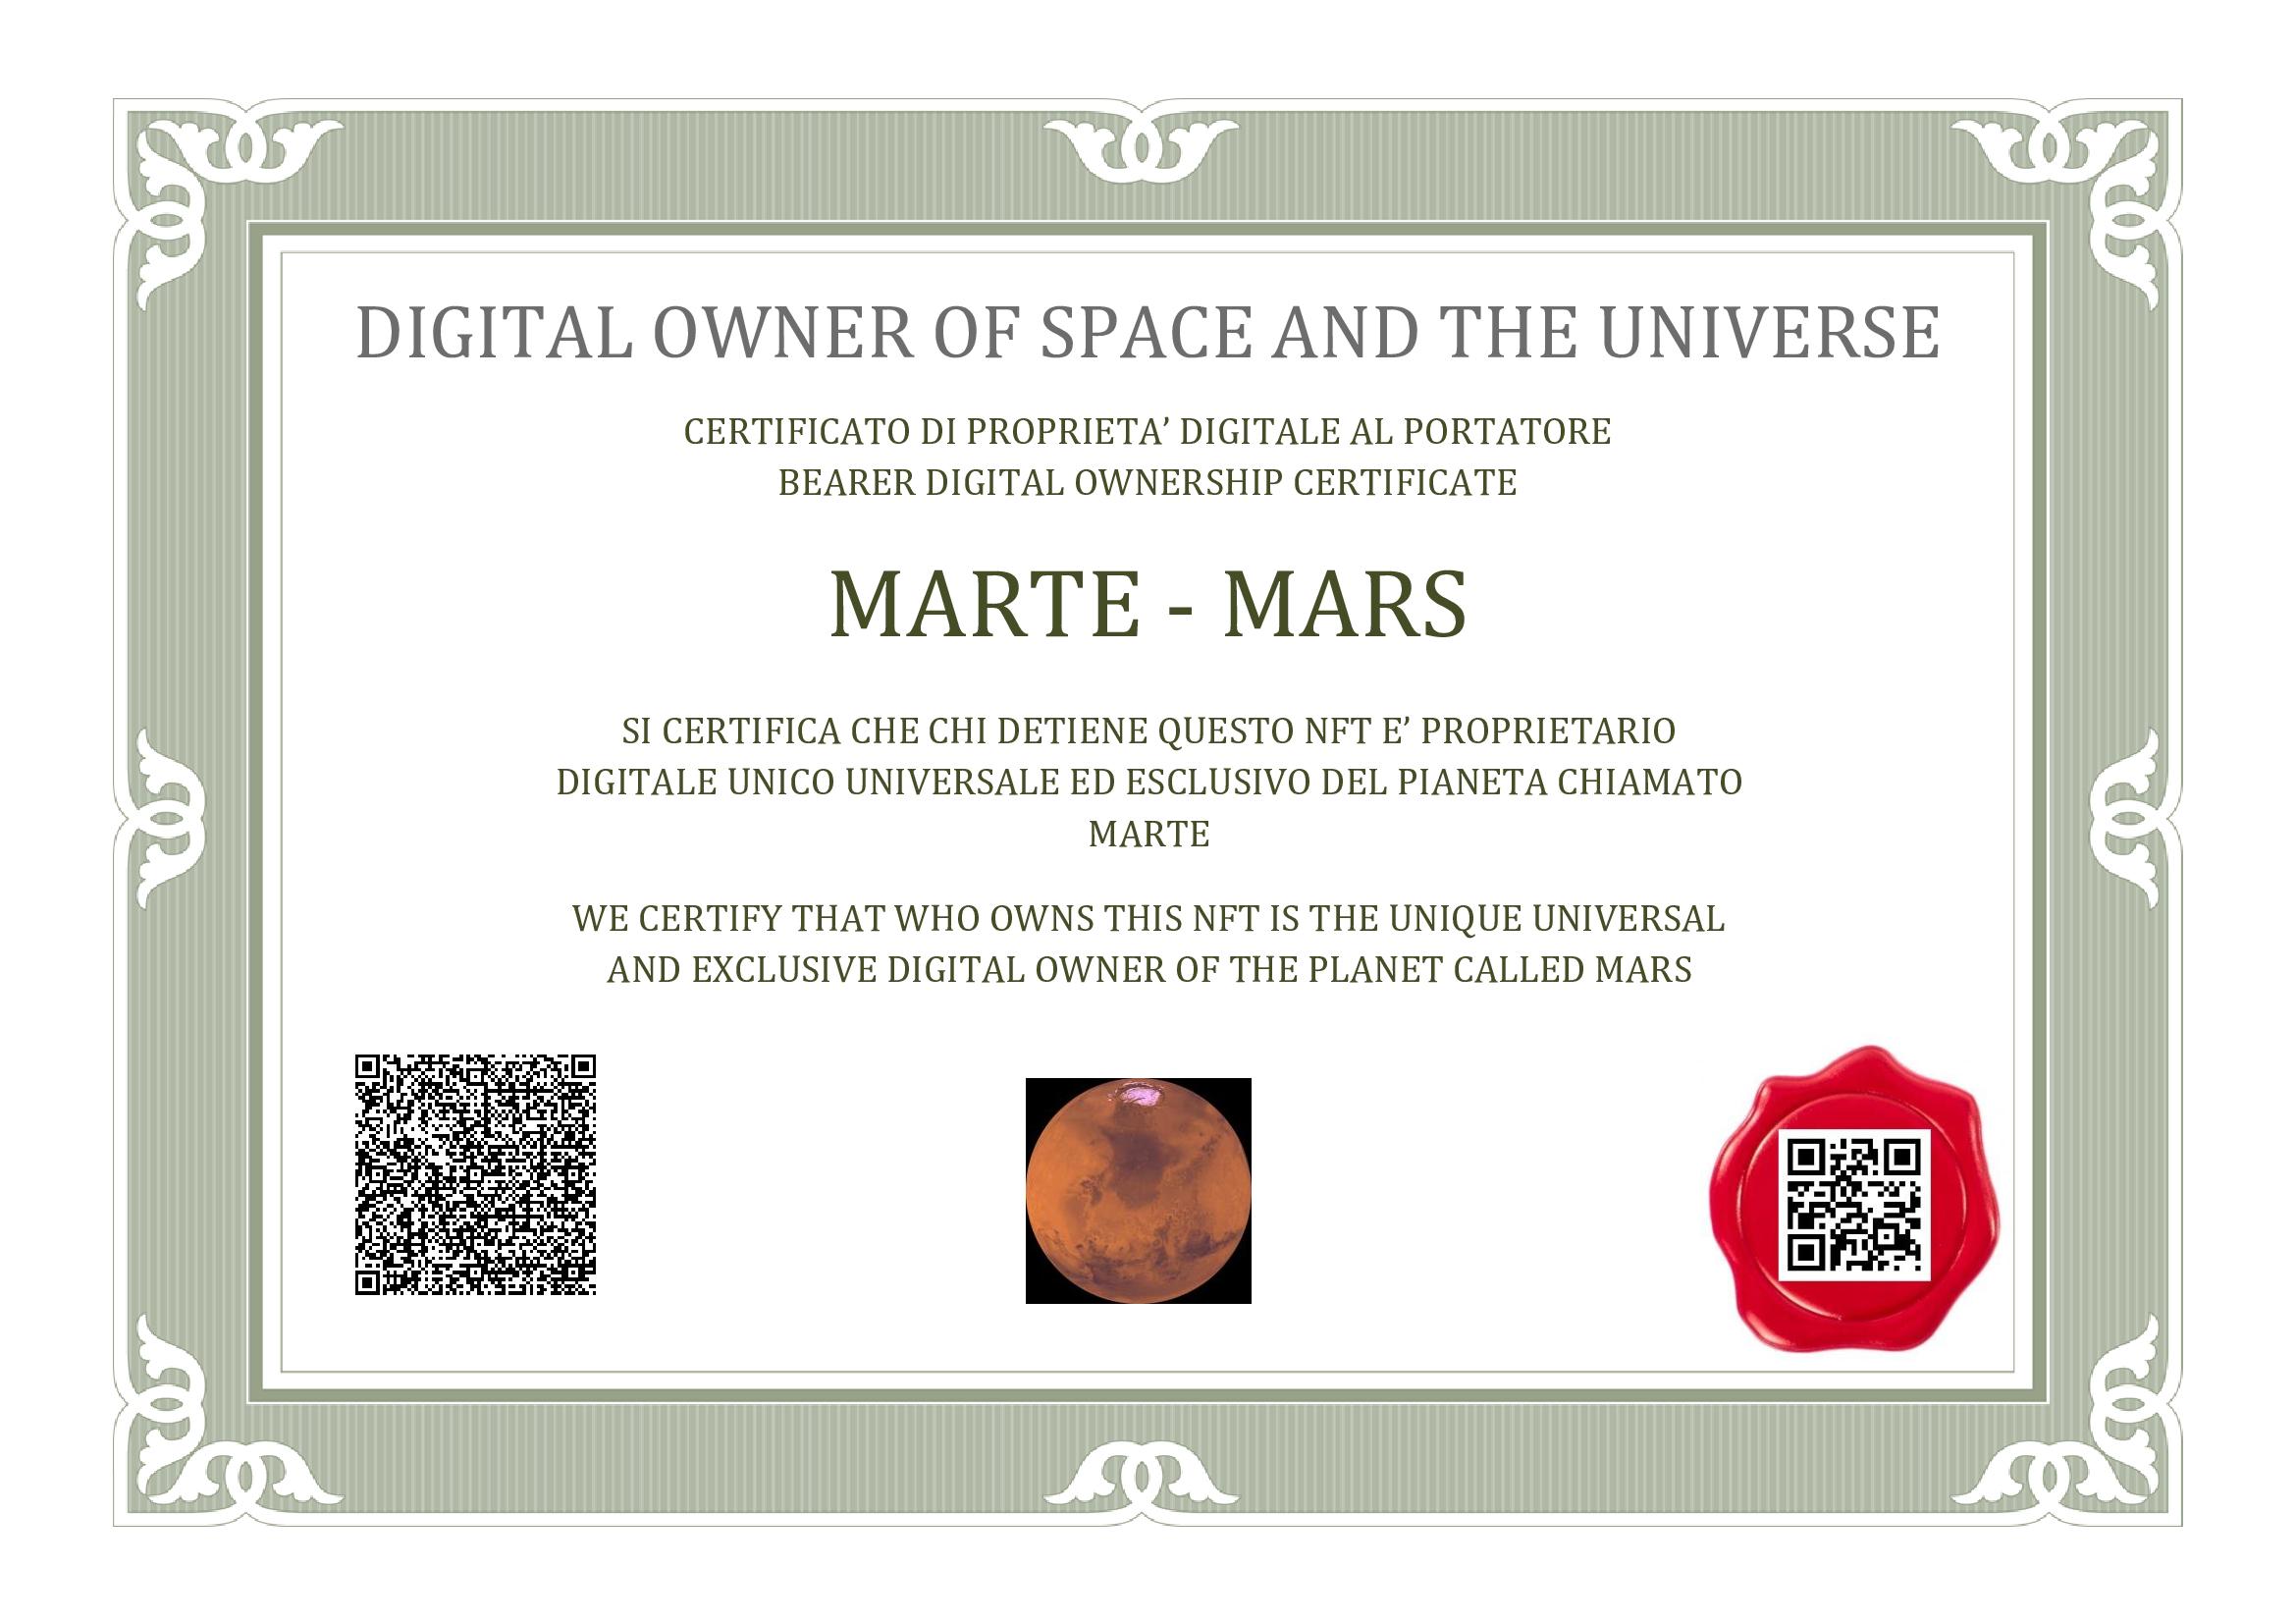 DIGITAL OWNER OF SPACE AND THE UNIVERSE
CERTIFICATO DI PROPRIETA’ DIGITALE AL PORTATORE
BEARER DIGITAL OWNERSHIP CERTIFICATE
MARTE - MARS
SI CERTIFICA CHE CHI DETIENE QUESTO NFT E’ PROPRIETARIO
DIGITALE UNICO UNIVERSALE ED ESCLUSIVO DEL PIANETA CHIAMATO
MARTE
WE CERTIFY THAT WHO OWNS THIS NFT IS THE UNIQUE UNIVERSAL
AND EXCLUSIVE DIGITAL OWNER OF THE PLANET CALLED MARS